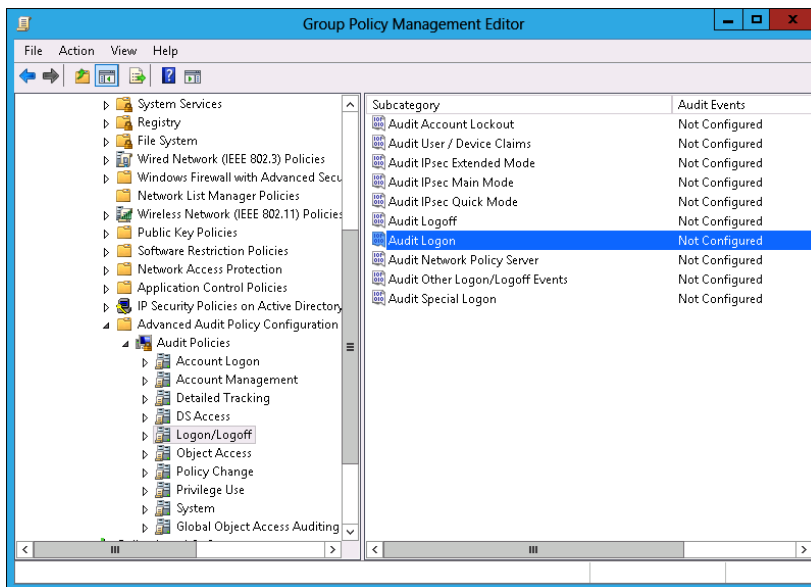 Group Policy Management Editor
File Action View Help
System Services
Registry
File System
Wired Network (IEEE 802.3) Policies
Windows Firewall with Advanced Secu
Network List Manager Policies
Wireless Network (IEEE 802.11) Policies
Public Key Policies
Software Restriction Policies
Network Access Protection
Application Control Policies
IP Security Policies on Active Directory
Advanced Audit Policy Configuration
Audit Policies
Account Logon
Account Management
Detailed Tracking
DS Access
Logon/Logoff
Object Access
Policy Change
Privilege Use
System
Global Object Access Auditing
Subcategory Audit Events
Audit Account Lockout Not Configured
Audit User / Device Claims Not Configured
Audit IPsec Extended Mode Not Configured
Audit IPsec Main Mode Not Configured
Audit IPsec Quick Mode Not Configured
Audit Logoff Not Configured
Audit Logon Not Configured
Audit Network Policy Server Not Configured
Audit Other Logon/Logoff Events Not Configured
Audit Special Logon Not Configured